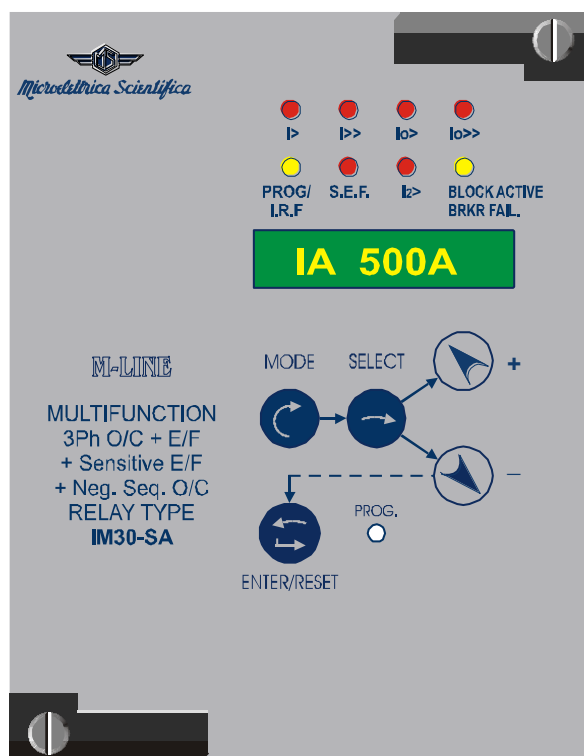 MS
Microelettrica Scientifica
I> I>> Io> Io>>
PROG/ S.E.F. I2> BLOCK ACTIVE
I.R.F BRKR FAIL.
IA 500A
M-LINE
MODE SELECT
+
MULTIFUNCTION
3Ph O/C + E/F
+ Sensitive E/F
+ Neg. Seq. O/C
RELAY TYPE
IM30-SA
–
PROG.
ENTER/RESET